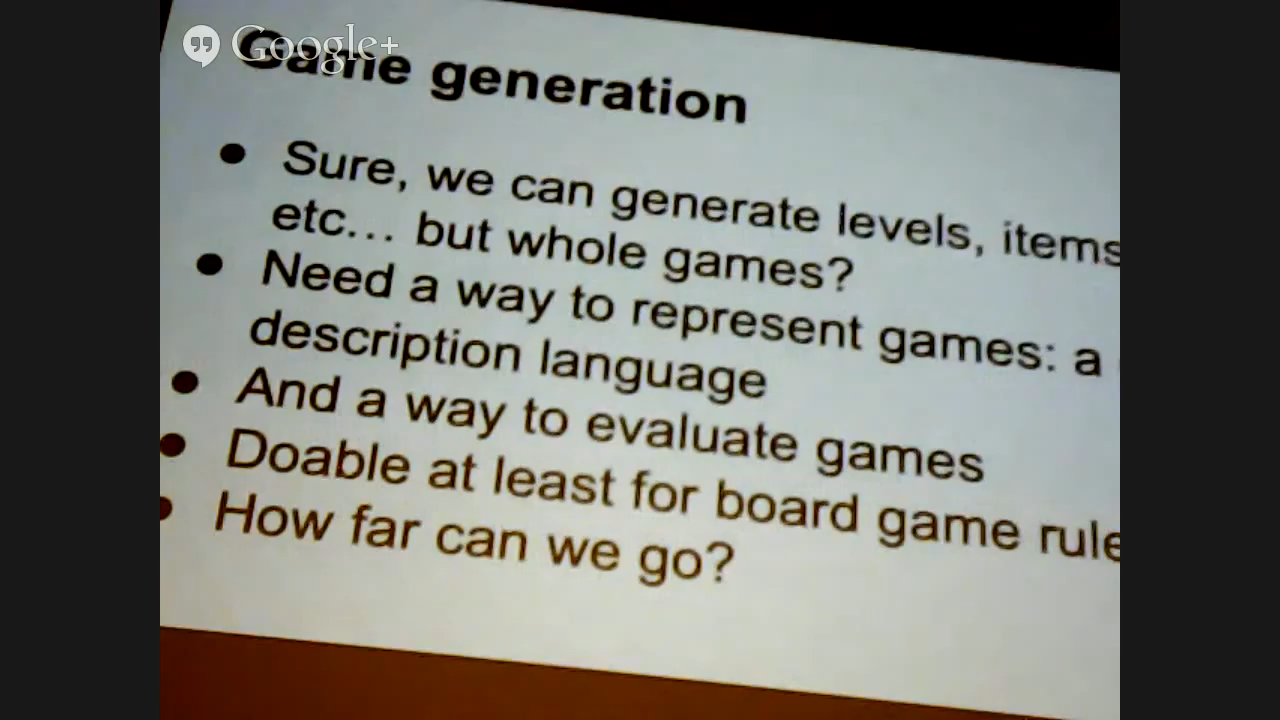 Google+
Game generation
● Sure, we can generate levels, items
etc... but whole games?
● Need a way to represent games: a
description language
● And a way to evaluate games
● Doable at least for board game rule
● How far can we go?